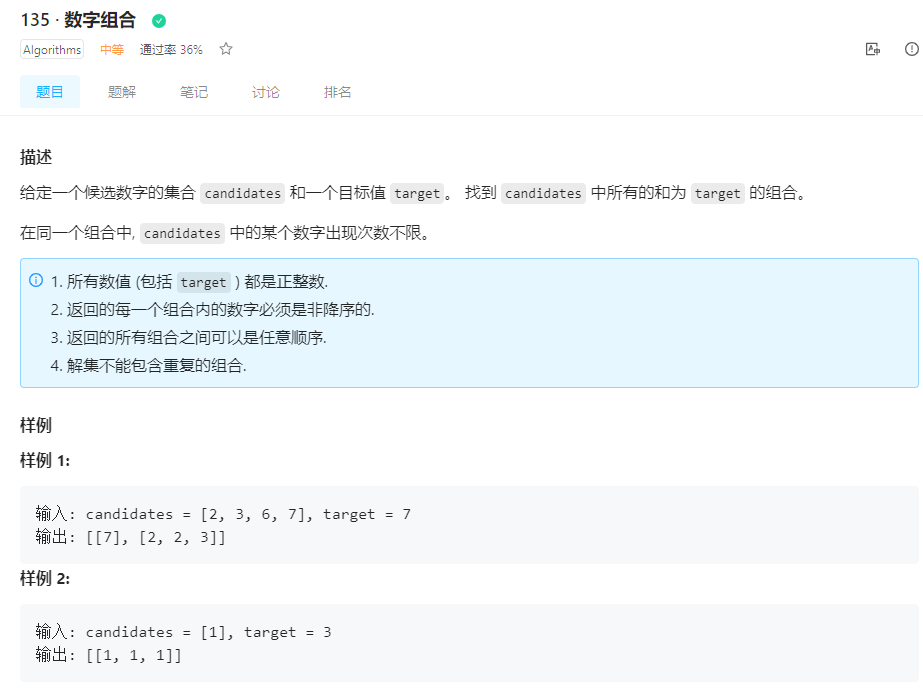 135 · 数字组合
Algorithms 中等 通过率 36%
题目 题解 笔记 讨论 排名
描述
给定一个候选数字的集合 candidates 和一个目标值 target。 找到 candidates 中所有的和为 target 的组合。
在同一个组合中, candidates 中的某个数字出现次数不限。
1. 所有数值 (包括 target ) 都是正整数.
2. 返回的每一个组合内的数字必须是非降序的.
3. 返回的所有组合之间可以是任意顺序.
4. 解集不能包含重复的组合.
样例
样例 1:
输入: candidates = [2, 3, 6, 7], target = 7
输出: [[7], [2, 2, 3]]
样例 2:
输入: candidates = [1], target = 3
输出: [[1, 1, 1]]